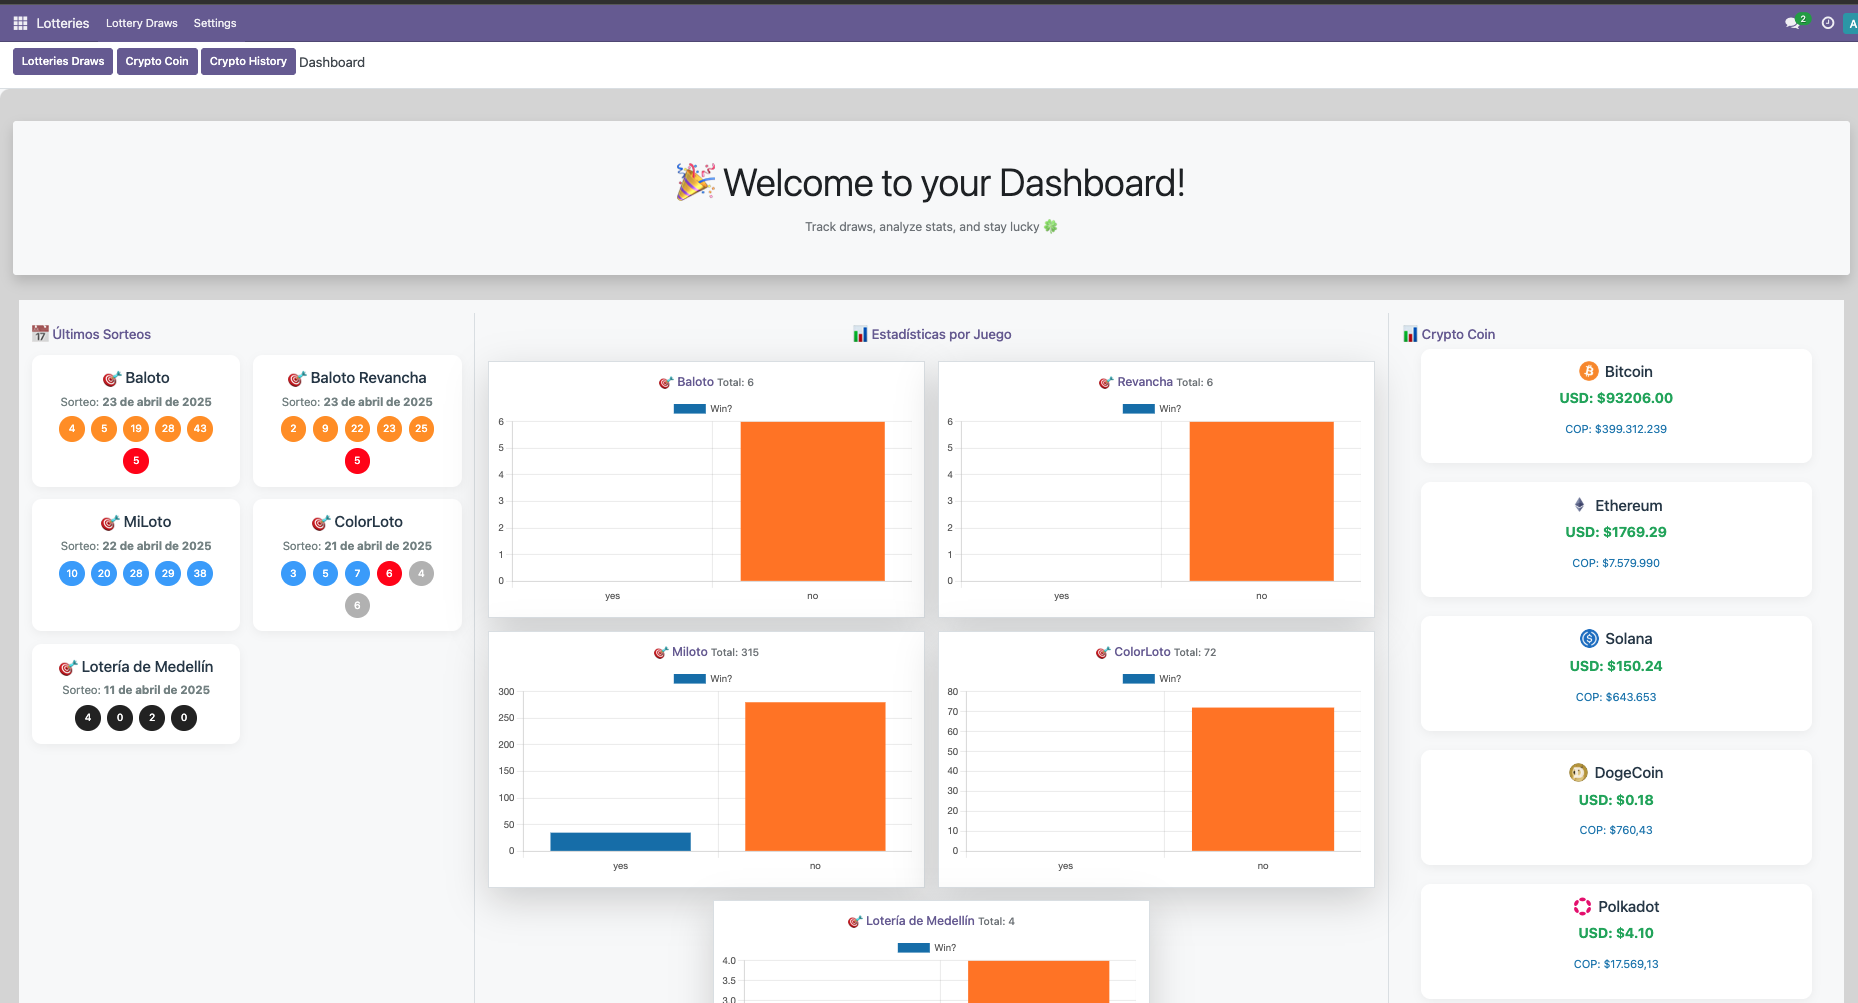 Lotteries Lottery Draws Settings 2 A
Lotteries Draws Crypto Coin Crypto History Dashboard
Welcome to your Dashboard!
Track draws, analyze stats, and stay lucky
17 Últimos Sorteos
Baloto
Sorteo: 23 de abril de 2025
4 5 19 28 43
5
Baloto Revancha
Sorteo: 23 de abril de 2025
2 9 22 23 25
5
MiLoto
Sorteo: 22 de abril de 2025
10 20 28 29 38
ColorLoto
Sorteo: 21 de abril de 2025
3 5 7 6 4
6
Lotería de Medellín
Sorteo: 11 de abril de 2025
4 0 2 0
Estadísticas por Juego
Baloto Total: 6
Win?
6
5
4
3
2
1
0
yes no
Revancha Total: 6
Win?
6
5
4
3
2
1
0
yes no
Miloto Total: 315
Win?
300
250
200
150
100
50
0
yes no
ColorLoto Total: 72
Win?
80
70
60
50
40
30
20
10
0
yes no
Lotería de Medellín Total: 4
Win?
4.0
3.5
3.0
Crypto Coin
Bitcoin
USD: $93206.00
COP: $399.312.239
Ethereum
USD: $1769.29
COP: $7.579.990
Solana
USD: $150.24
COP: $643.653
DogeCoin
USD: $0.18
COP: $760,43
Polkadot
USD: $4.10
COP: $17.569,13